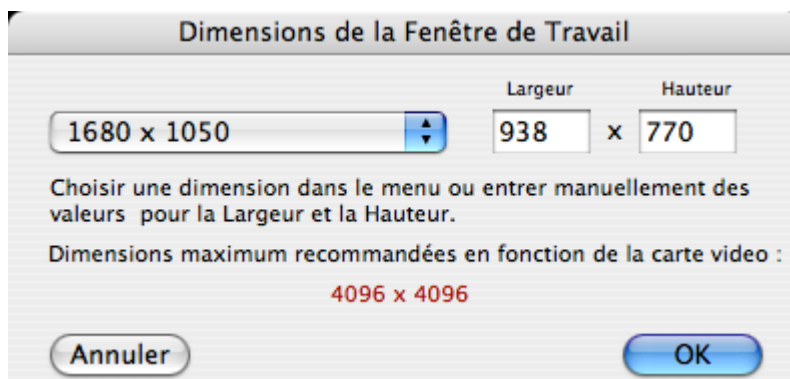 Dimensions de la Fenêtre de Travail
Largeur Hauteur
1680 x 1050 938 x 770
Choisir une dimension dans le menu ou entrer manuellement des
valeurs pour la Largeur et la Hauteur.
Dimensions maximum recommandées en fonction de la carte video :
4096 x 4096
Annuler OK